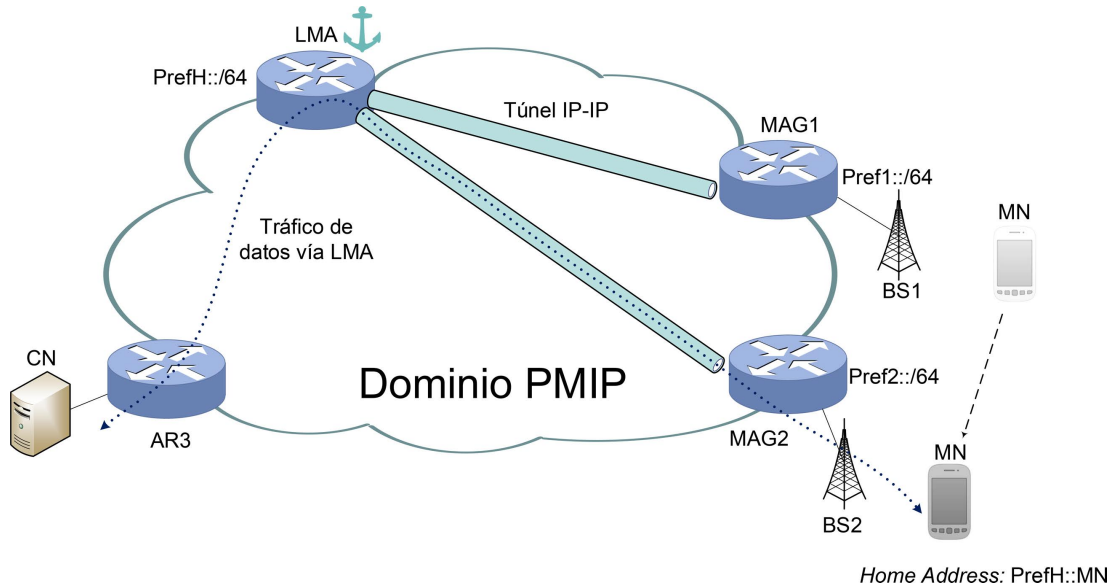 LMA
PrefH::/64
Túnel IP-IP
MAG1
Pref1::/64
MN
BS1
Tráfico de
datos vía LMA
CN
AR3
Dominio PMIP
Pref2::/64
MAG2
MN
BS2
Home Address: PrefH::MN